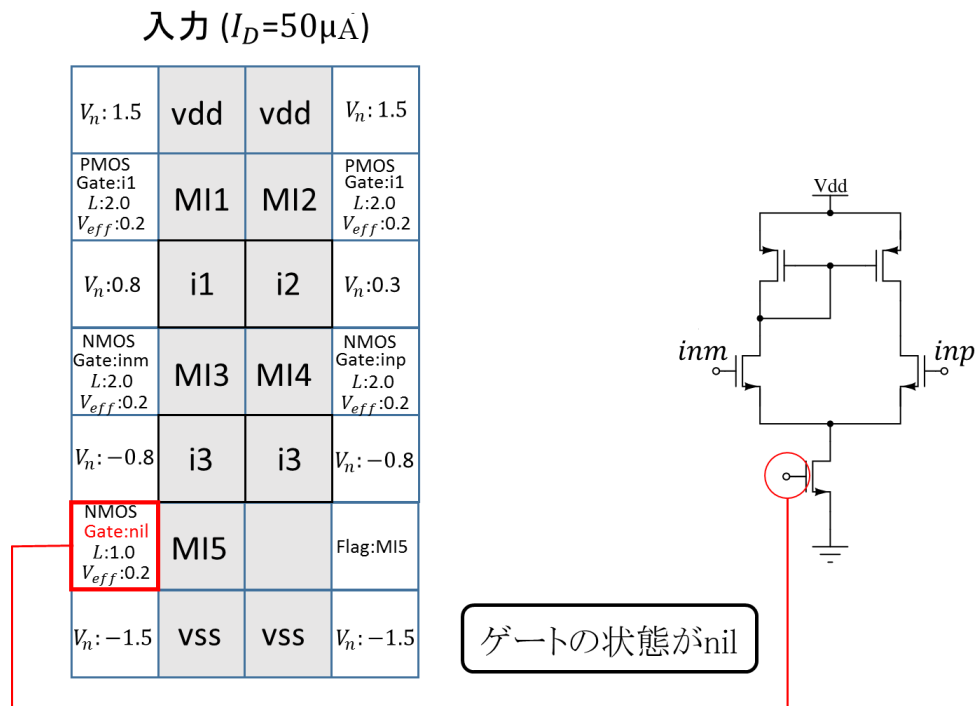 入力 (I_D=50μA)
V_n: 1.5
vdd
vdd
V_n: 1.5
PMOS
Gate:i1
L:2.0
V_eff:0.2
MI1
MI2
PMOS
Gate:i1
L:2.0
V_eff:0.2
V_n:0.8
i1
i2
V_n:0.3
NMOS
Gate:inm
L:2.0
V_eff:0.2
MI3
MI4
NMOS
Gate:inp
L:2.0
V_eff:0.2
V_n:−0.8
i3
i3
V_n:−0.8
NMOS
Gate:nil
L:1.0
V_eff:0.2
MI5
Flag:MI5
V_n:−1.5
vss
vss
V_n:−1.5
Vdd
inm
inp
ゲートの状態がnil